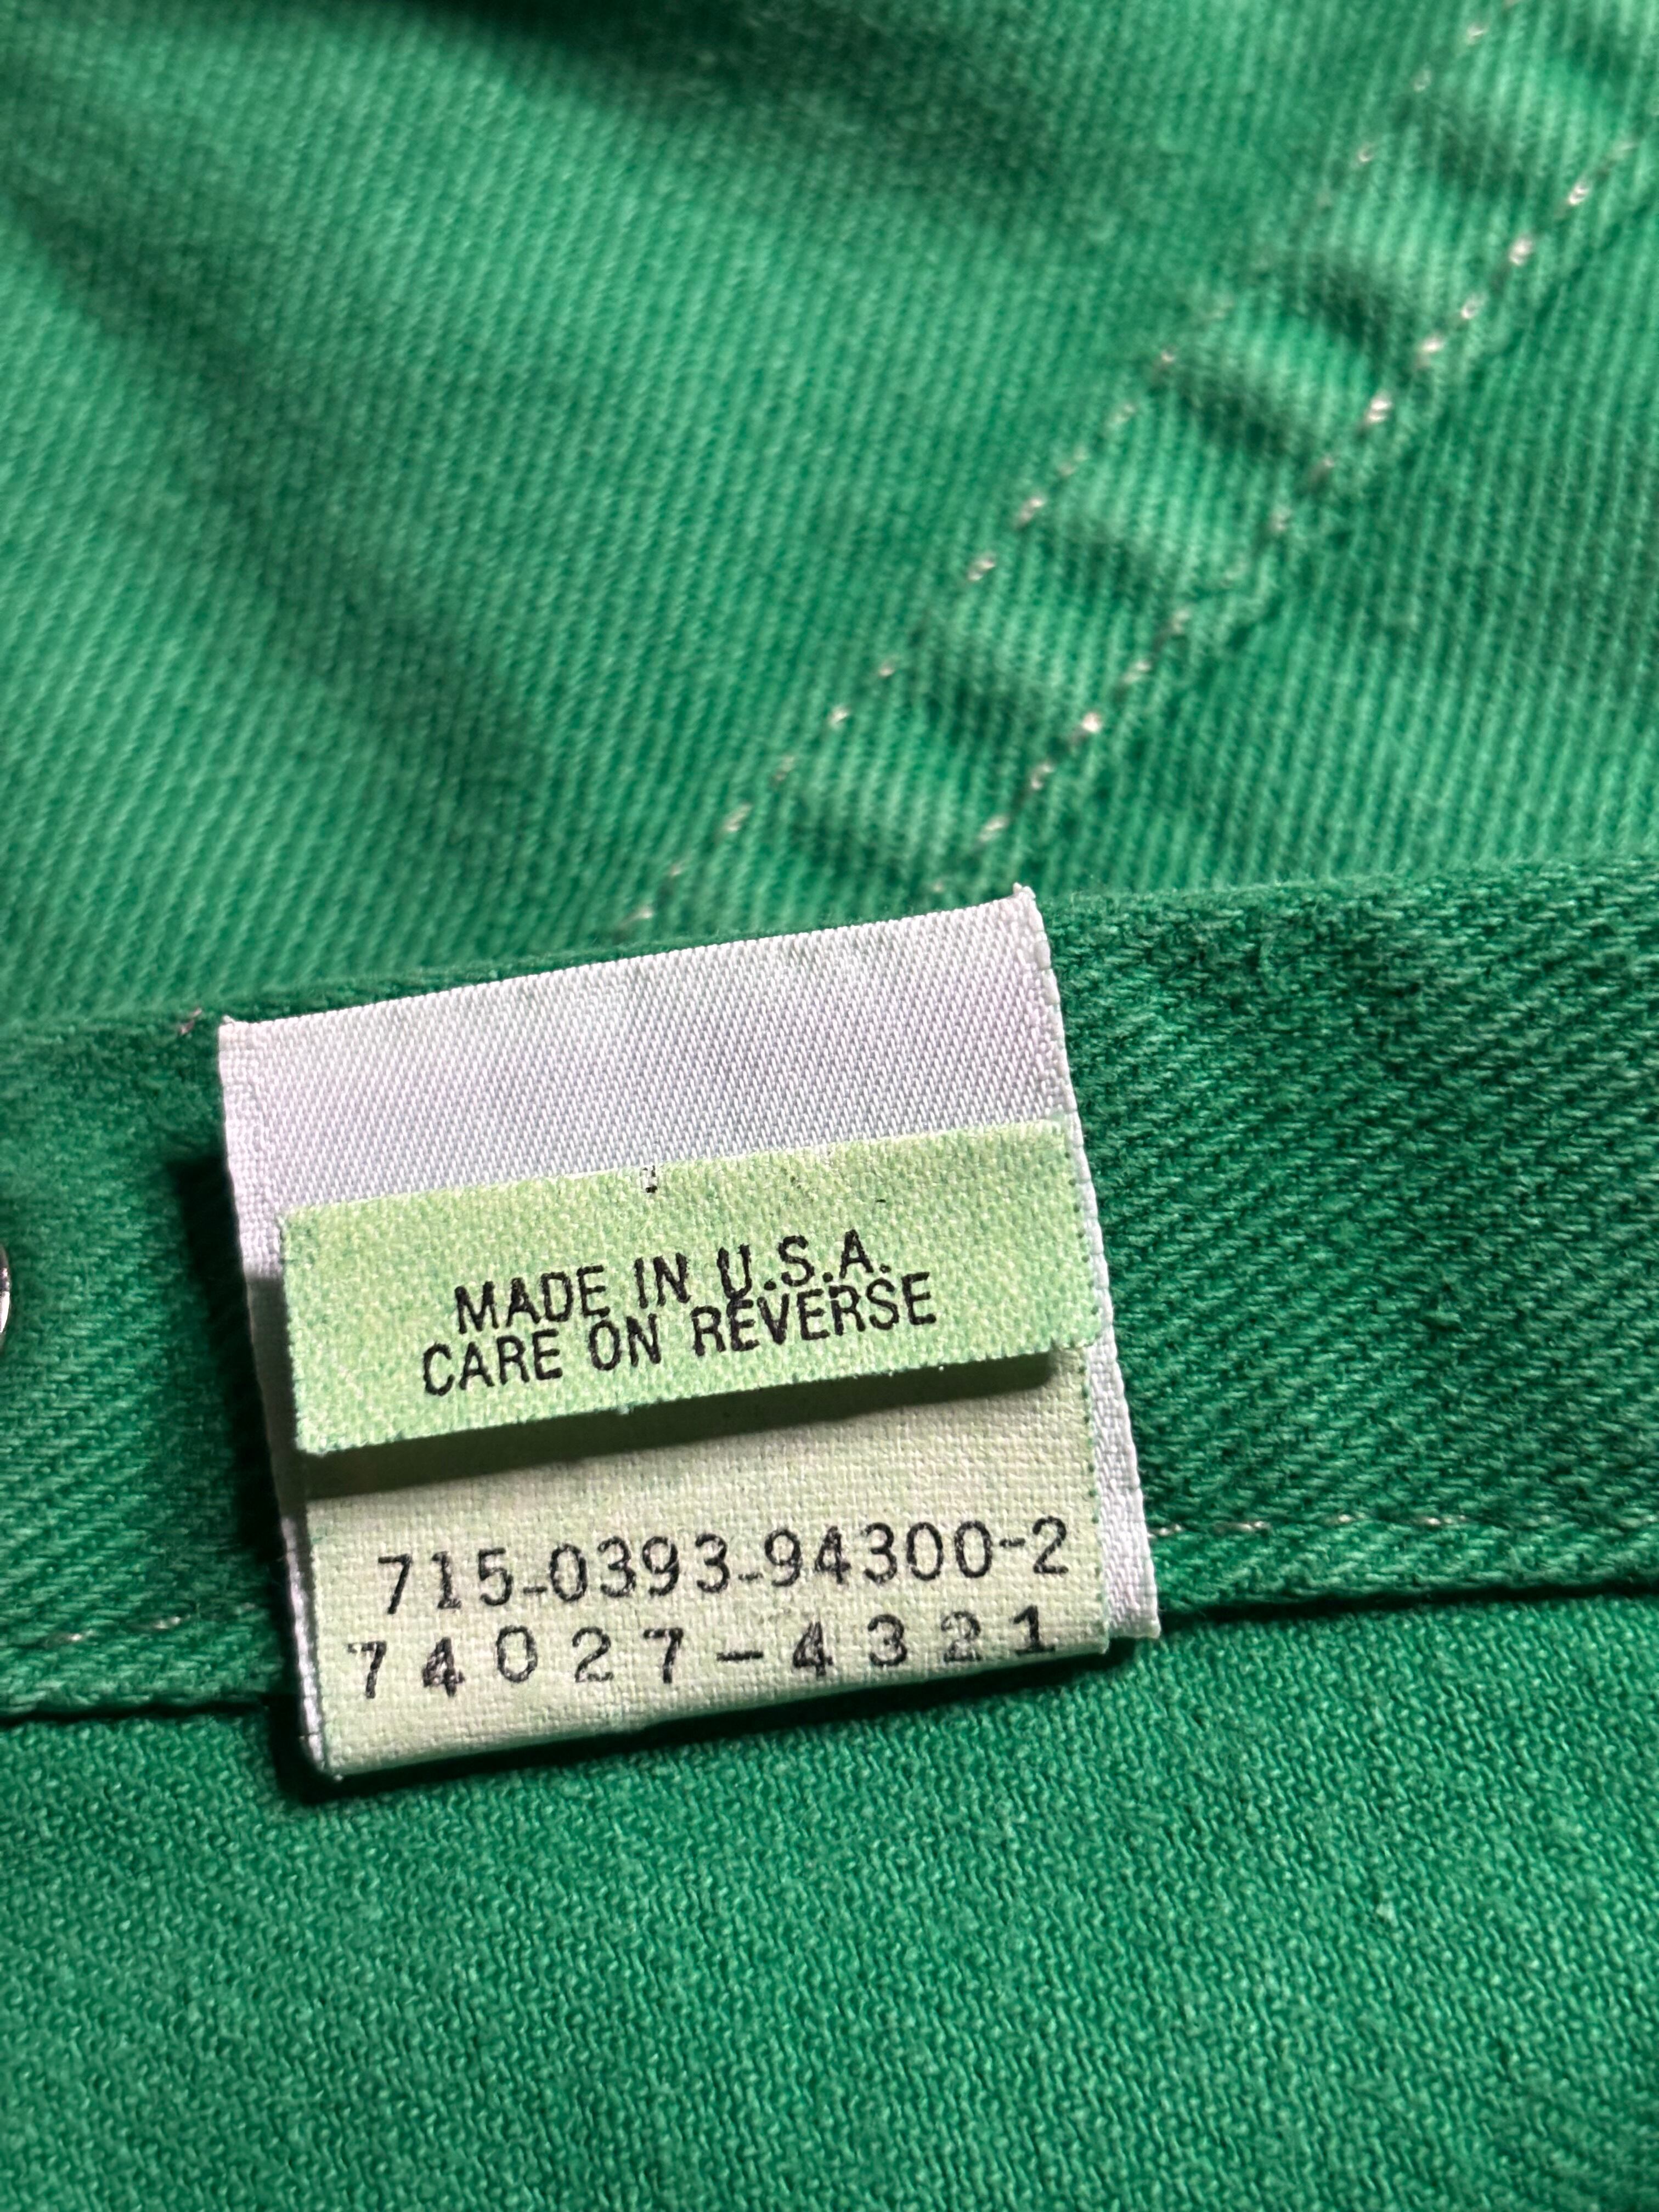 MADE IN U.S.A.
CARE ON REVERSE
715-0393-94300-2
74027-4321